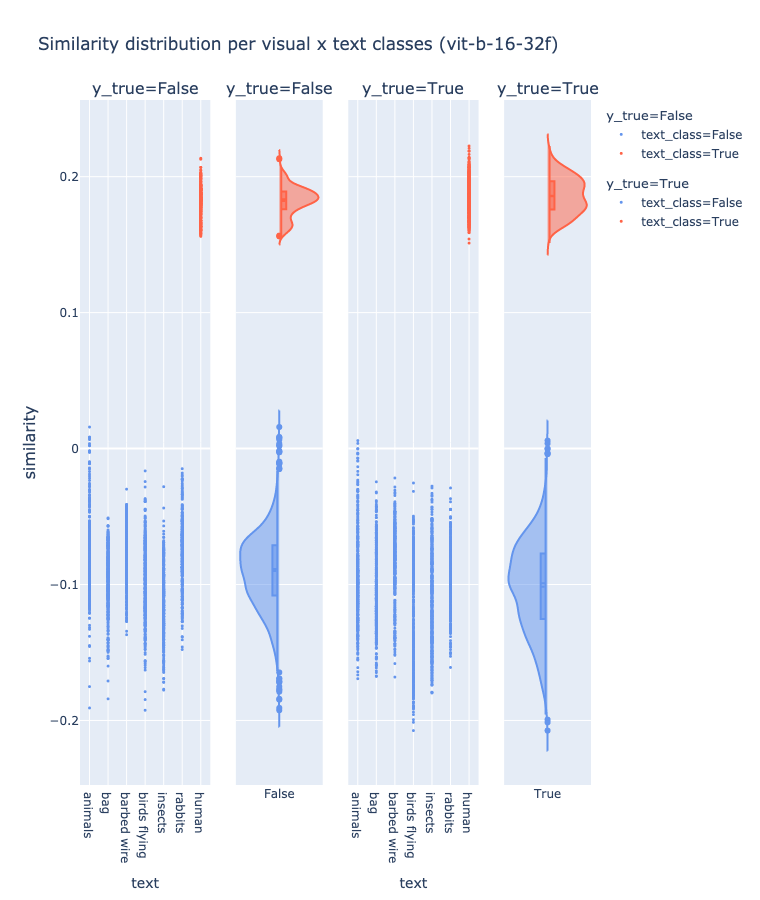 Similarity distribution per visual x text classes (vit-b-16-32f)
y_true=False
y_true=False
y_true=True
y_true=True
y_true=False
text_class=False
text_class=True
y_true=True
text_class=False
text_class=True
similarity
0.2
0.1
0
−0.1
−0.2
animals
bag
barbed wire
birds flying
insects
rabbits
human
text
False
animals
bag
barbed wire
birds flying
insects
rabbits
human
text
True